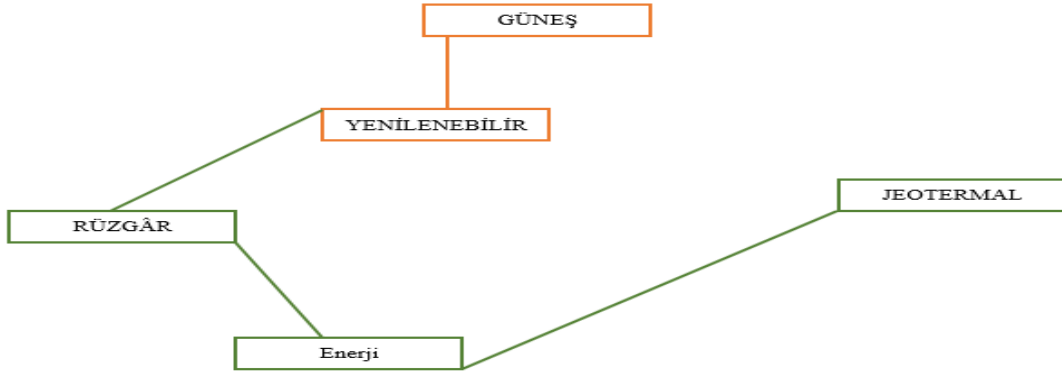 GÜNEŞ
YENİLENEBİLİR
JEOTERMAL
RÜZGÂR
Enerji